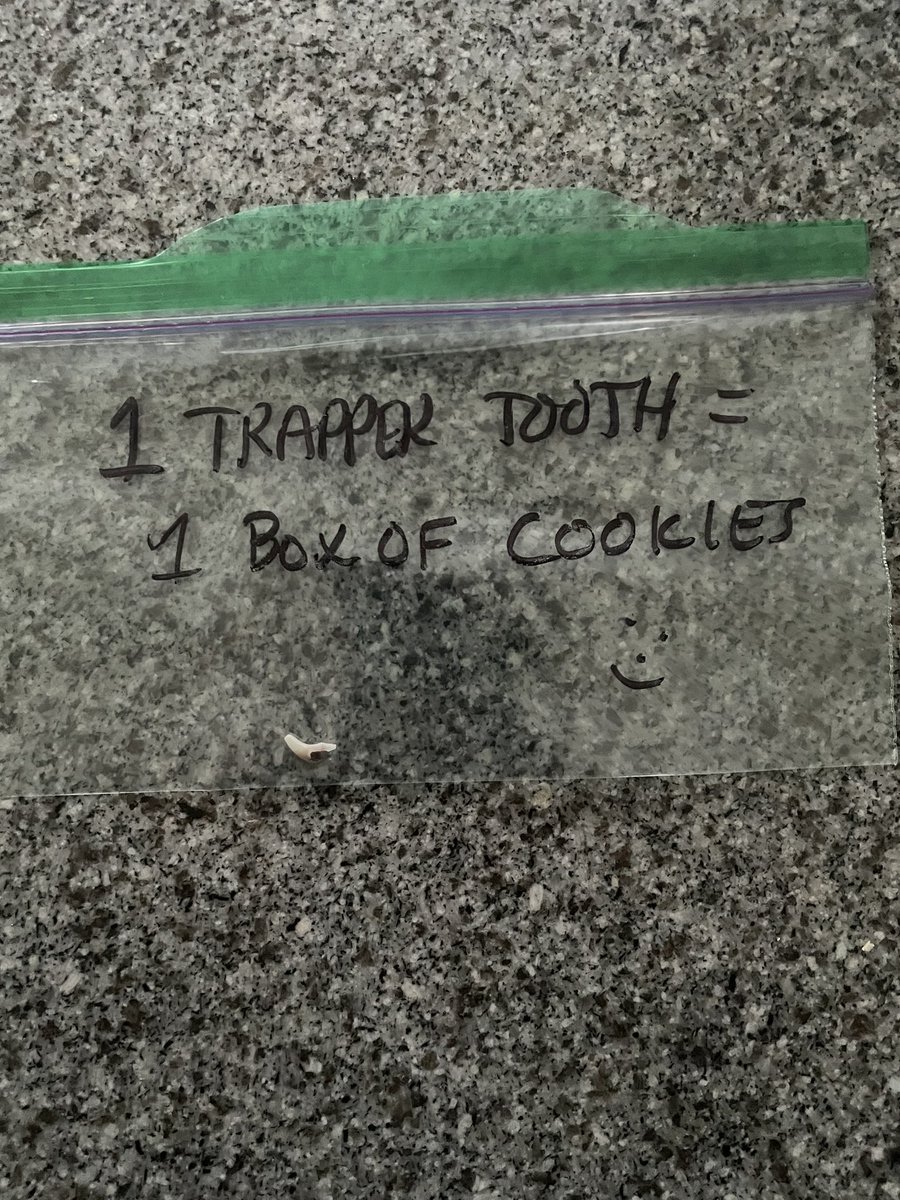 1 TRAPPER TOOTH =
1 BOX OF COOKIES